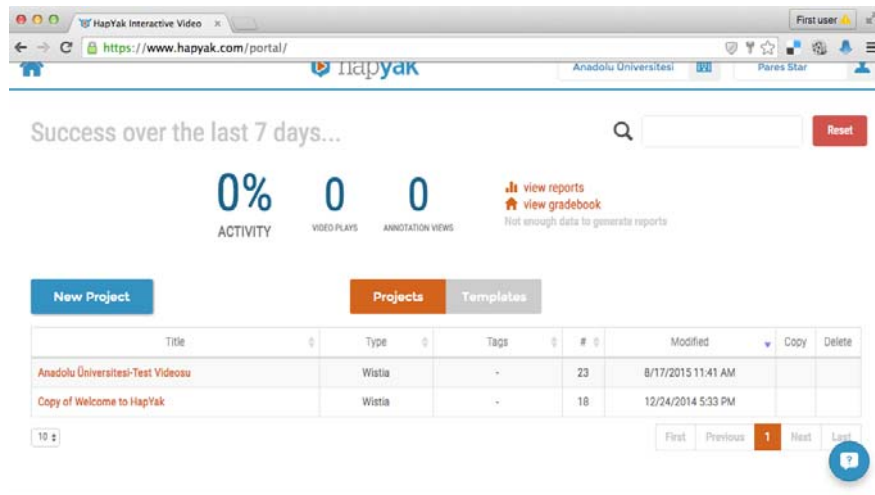 HapYak Interactive Video
First user
https://www.hapyak.com/portal/
hapyak
Anadolu Üniversitesi
Pares Star
Success over the last 7 days...
Reset
0%
0
0
ACTIVITY
VIDEO PLAYS
ANNOTATION VIEWS
view reports
view gradebook
Not enough data to generate reports
New Project
Projects
Templates
Title Type Tags # Modified Copy Delete
Anadolu Üniversitesi-Test Videosu Wistia - 23 8/17/2015 11:41 AM
Copy of Welcome to HapYak Wistia - 18 12/24/2014 5:33 PM
10
First Previous 1 Next Last
?